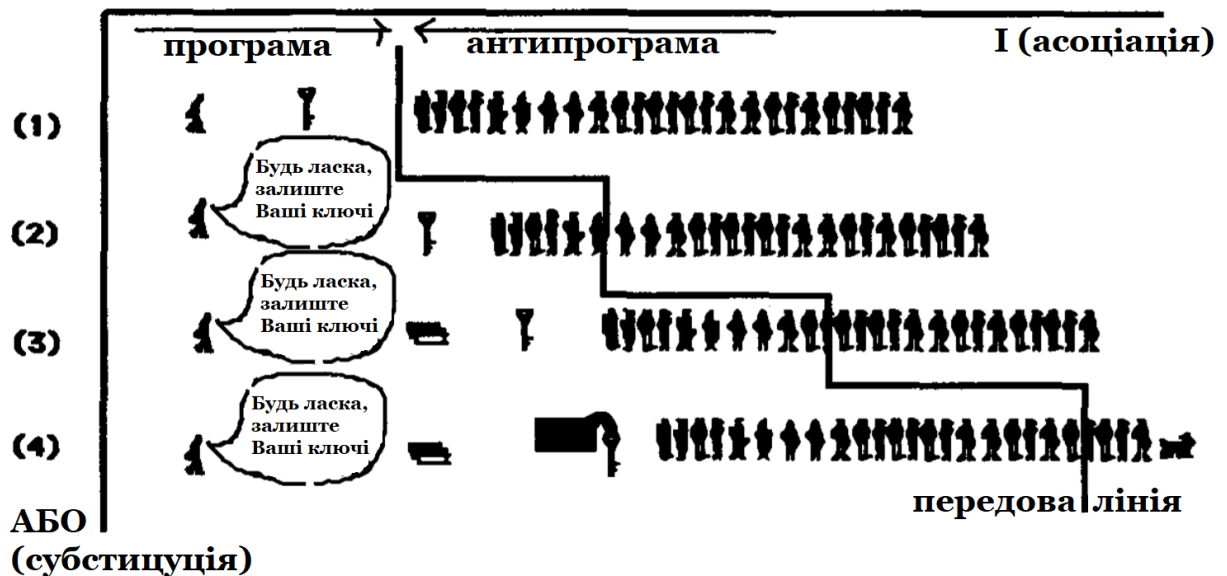 програма
антипрограма
І (асоціація)
(1)
Будь ласка,
залиште
Ваші ключі
(2)
Будь ласка,
залиште
Ваші ключі
(3)
Будь ласка,
залиште
Ваші ключі
(4)
передова лінія
АБО
(субстицуція)